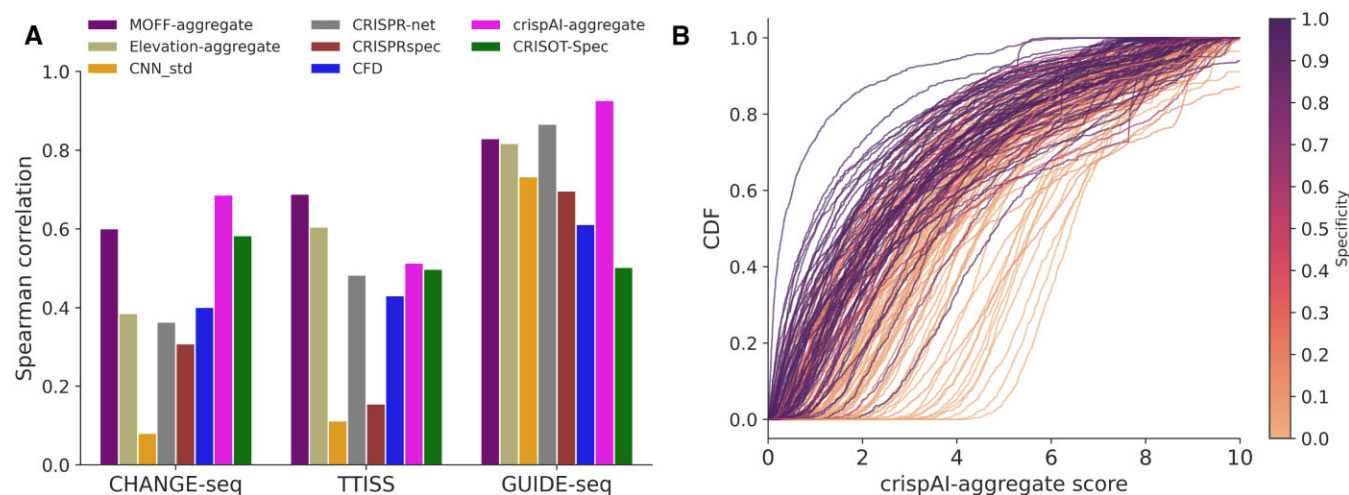 A
MOFF-aggregate
CRISPR-net
crispAI-aggregate
Elevation-aggregate
CRISPRspec
CRISOT-Spec
CNN_std
CFD
Spearman correlation
1.0
0.8
0.6
0.4
0.2
0.0
CHANGE-seq
TTISS
GUIDE-seq
B
CDF
1.0
0.8
0.6
0.4
0.2
0.0
0
2
4
6
8
10
crispAI-aggregate score
1.0
0.9
0.8
0.7
0.6
0.5
0.4
0.3
0.2
0.1
0.0
Specificity